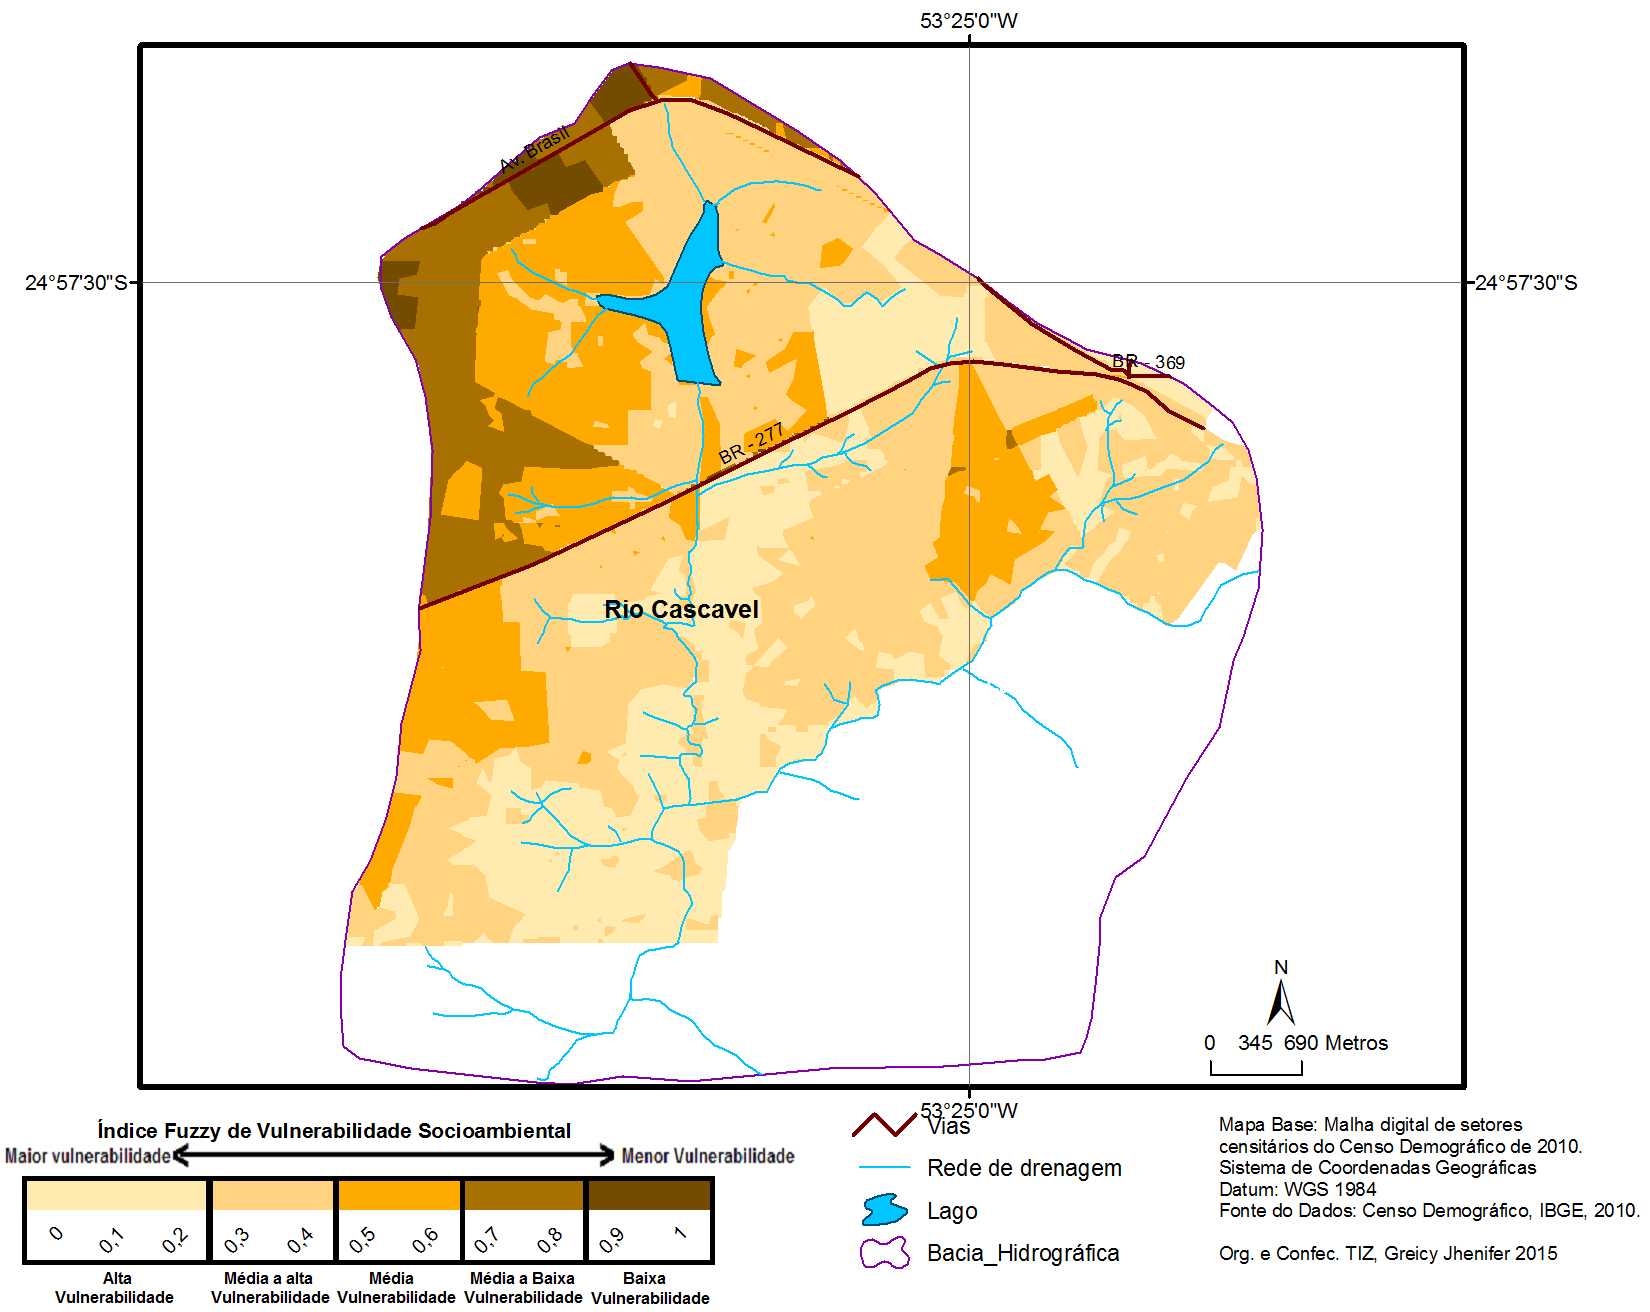 53°25'0"W
Av. Brasil
24°57'30"S
24°57'30"S
BR - 369
BR - 277
Rio Cascavel
N
0 345 690 Metros
53°25'0"W
Índice Fuzzy de Vulnerabilidade Socioambiental
Maior vulnerabilidade
Menor Vulnerabilidade
0 0,1 0,2 0,3 0,4 0,5 0,6 0,7 0,8 0,9 1
Alta
Vulnerabilidade
Média a alta
Vulnerabilidade
Média
Vulnerabilidade
Média a Baixa
Vulnerabilidade
Baixa
Vulnerabilidade
Vias
Rede de drenagem
Lago
Bacia_Hidrográfica
Mapa Base: Malha digital de setores
censitários do Censo Demográfico de 2010.
Sistema de Coordenadas Geográficas
Datum: WGS 1984
Fonte do Dados: Censo Demográfico, IBGE, 2010.
Org. e Confec. TIZ, Greicy Jhenifer 2015